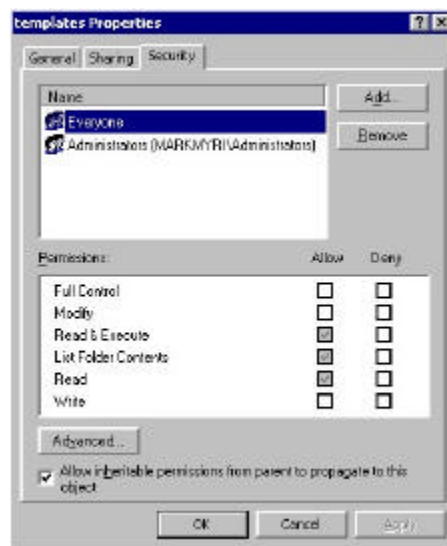 templates Properties
General Sharing Security
Name
Add...
Everyone
Remove
Administrators (MARKMYRI\Administrators)
Permissions: Allow Deny
Full Control
Modify
Read & Execute
List Folder Contents
Read
Write
Advanced...
Allow inheritable permissions from parent to propagate to this
object
OK Cancel Apply